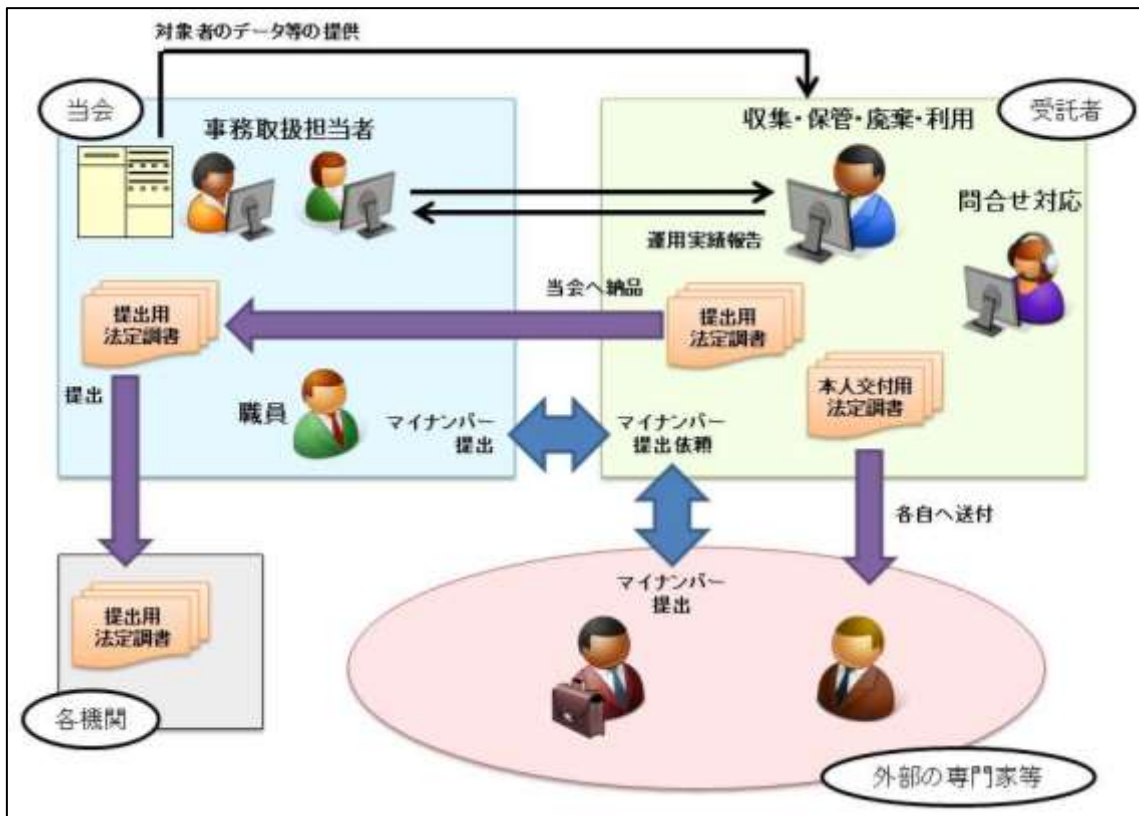 対象者のデータ等の提供
当会
事務取扱担当者
収集・保管・廃棄・利用
受託者
問合せ対応
運用実績報告
当会へ納品
提出用
法定調書
提出用
法定調書
本人交付用
法定調書
提出
職員
マイナンバー
提出
マイナンバー
提出依頼
各自へ送付
マイナンバー
提出
提出用
法定調書
各機関
外部の専門家等